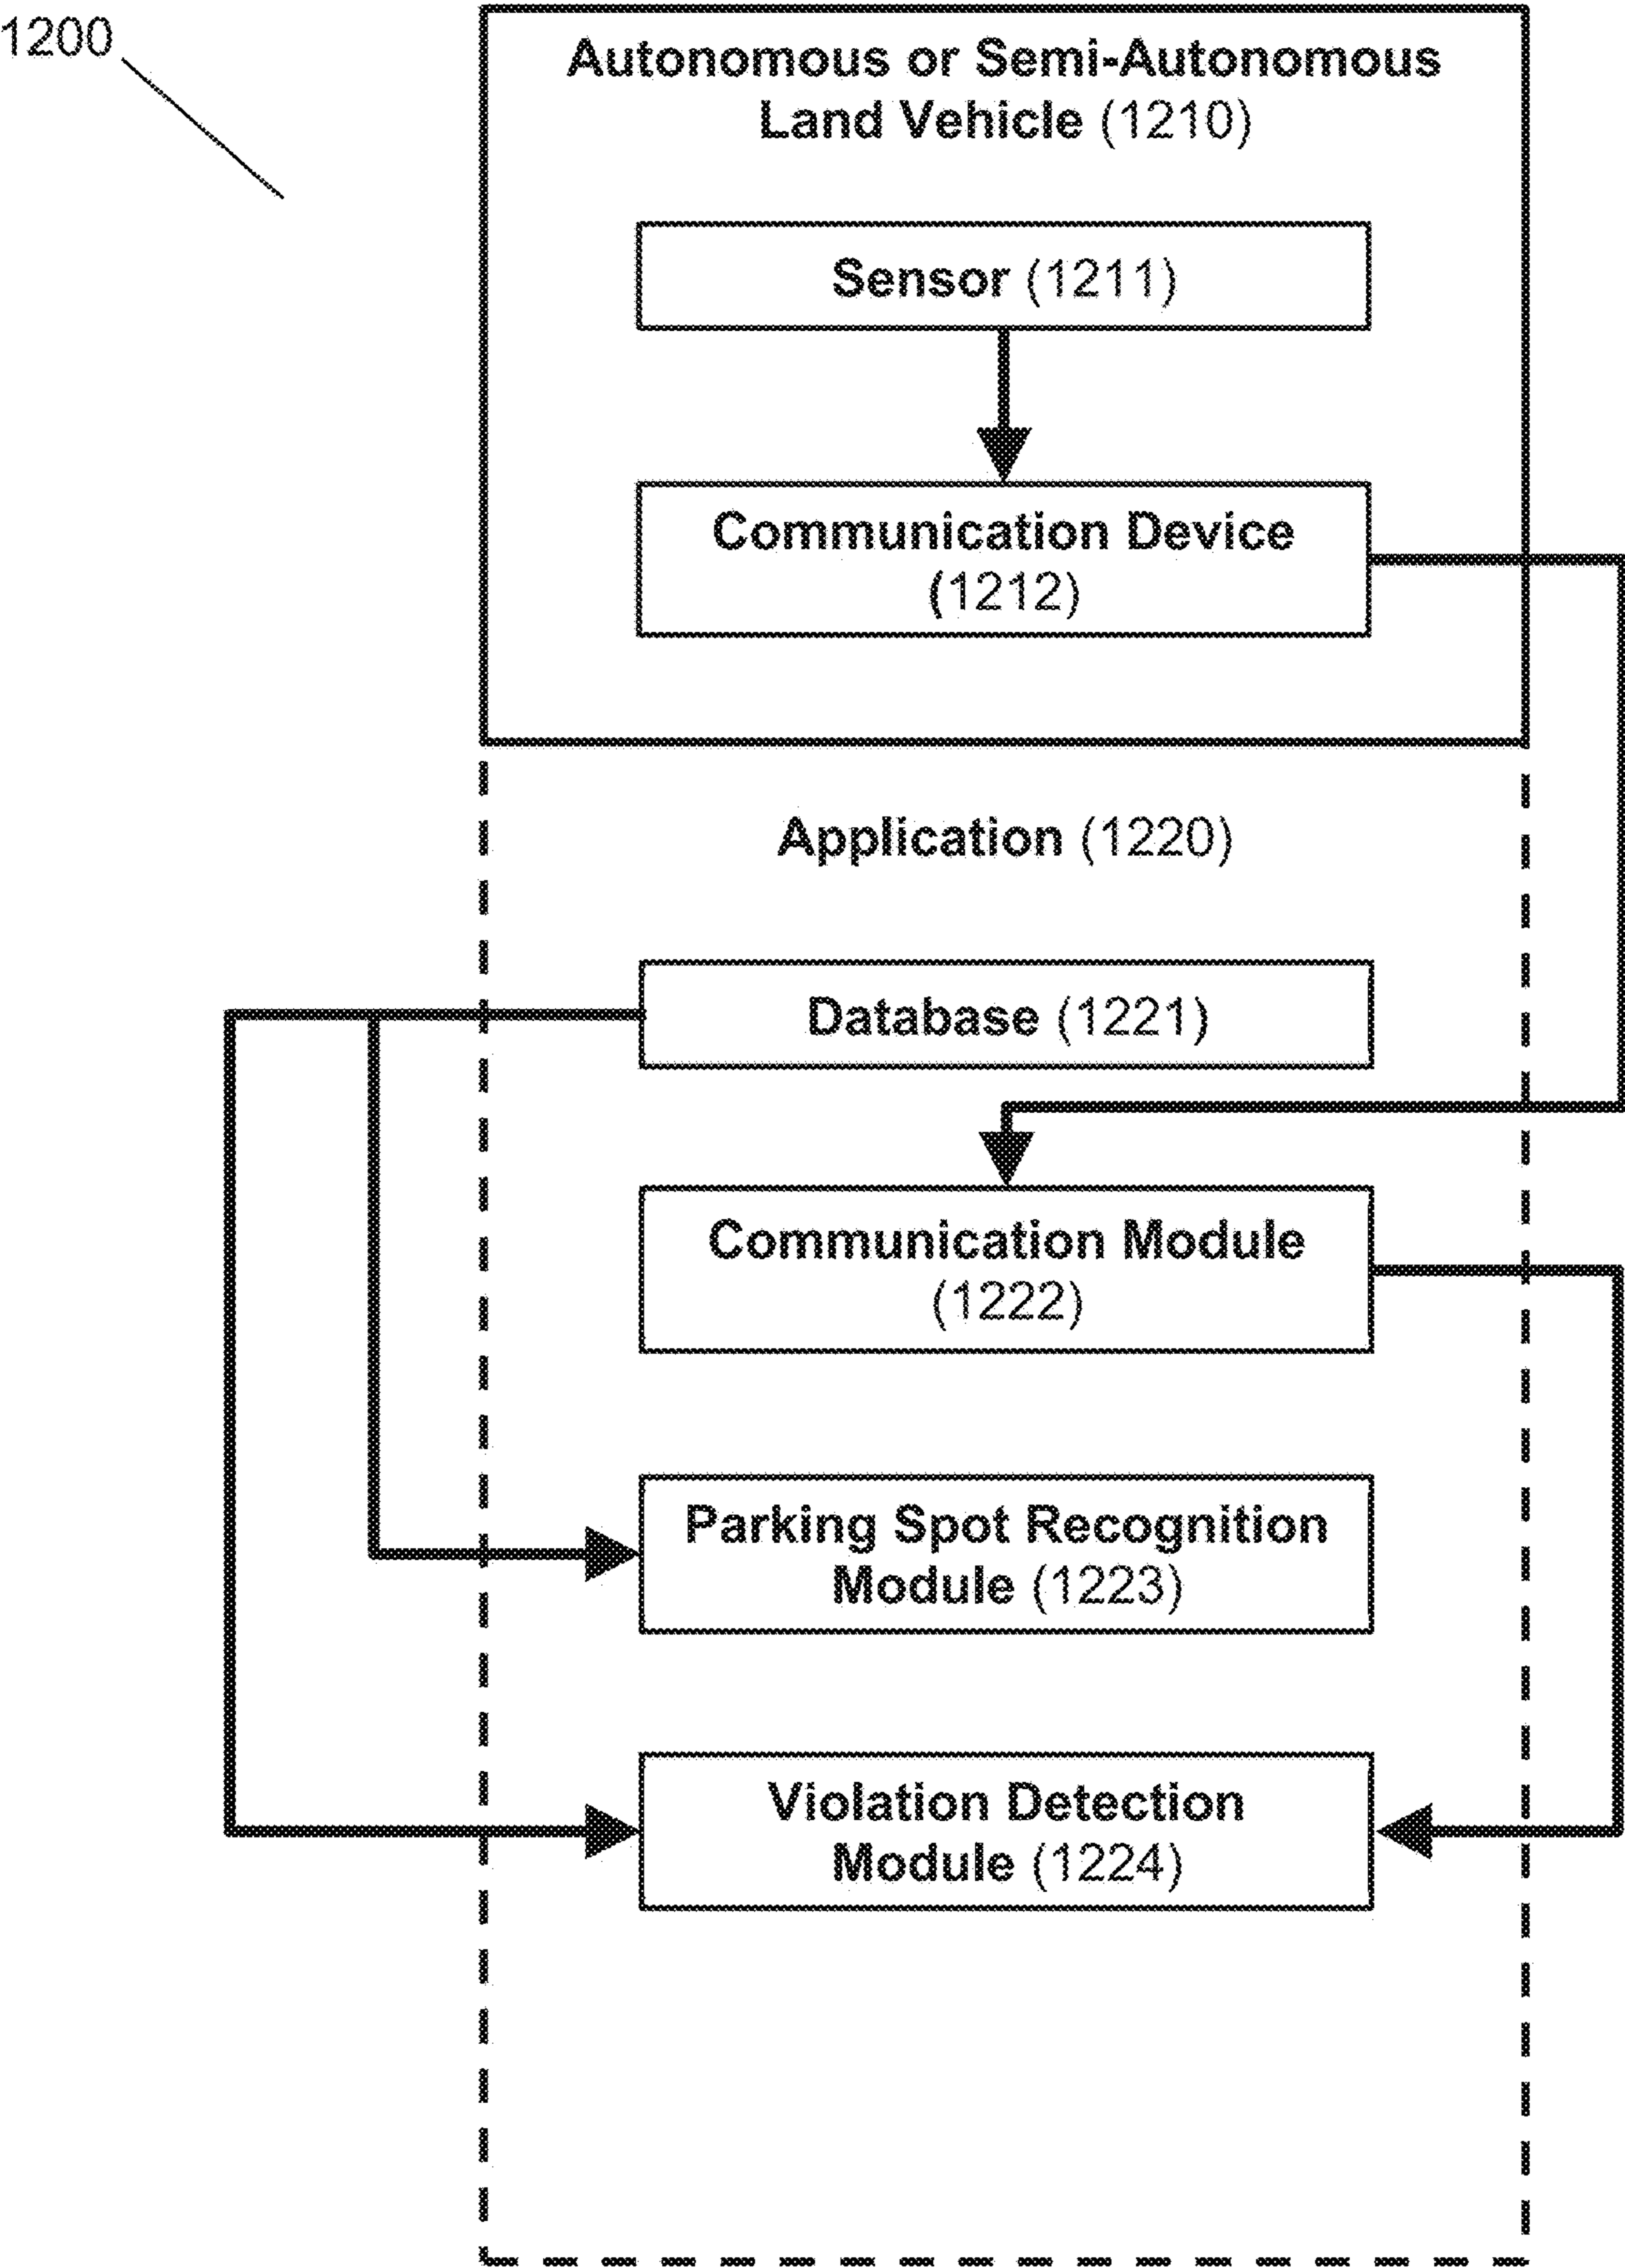 1200
Autonomous or Semi-Autonomous
Land Vehicle (1210)
Sensor (1211)
Communication Device
(1212)
Application (1220)
Database (1221)
Communication Module
(1222)
Parking Spot Recognition
Module (1223)
Violation Detection
Module (1224)